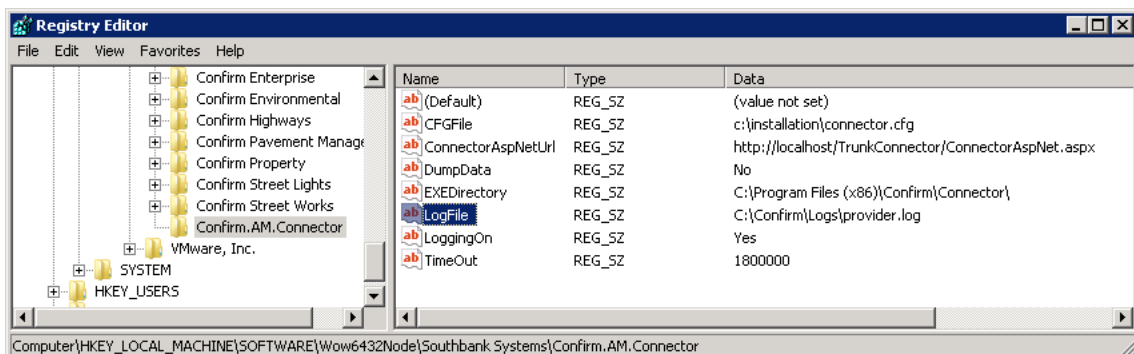 Registry Editor
File Edit View Favorites Help
Confirm Enterprise
Confirm Environmental
Confirm Highways
Confirm Pavement Manage
Confirm Property
Confirm Street Lights
Confirm Street Works
Confirm.AM.Connector
VMware, Inc.
SYSTEM
HKEY_USERS
Name Type Data
(Default) REG_SZ (value not set)
CFGFile REG_SZ c:\installation\connector.cfg
ConnectorAspNetUrl REG_SZ http://localhost/TrunkConnector/ConnectorAspNet.aspx
DumpData REG_SZ No
EXEDirectory REG_SZ C:\Program Files (x86)\Confirm\Connector\
LogFile REG_SZ C:\Confirm\Logs\provider.log
LoggingOn REG_SZ Yes
TimeOut REG_SZ 1800000
Computer\HKEY_LOCAL_MACHINE\SOFTWARE\Wow6432Node\Southbank Systems\Confirm.AM.Connector